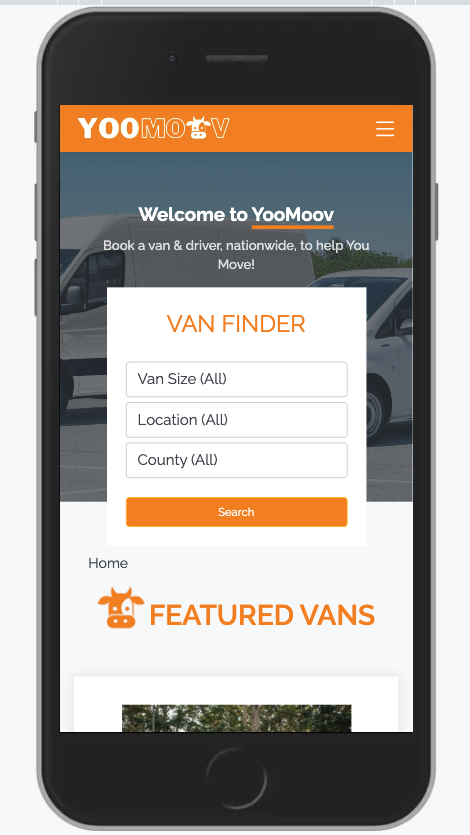 YOOMOOV
Welcome to YooMoov
Book a van & driver, nationwide, to help You
Move!
VAN FINDER
Van Size (All)
Location (All)
County (All)
Search
Home
FEATURED VANS